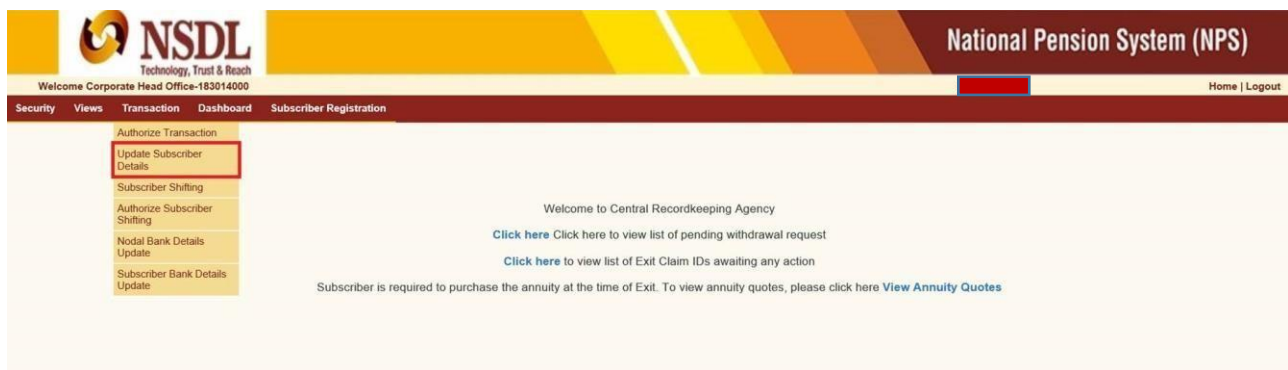 NSDL
Technology, Trust & Reach
National Pension System (NPS)
Welcome Corporate Head Office-183014000
Home | Logout
Security Views Transaction Dashboard Subscriber Registration
Authorize Transaction
Update Subscriber
Details
Subscriber Shifting
Authorize Subscriber
Shifting
Nodal Bank Details
Update
Subscriber Bank Details
Update
Welcome to Central Recordkeeping Agency
Click here Click here to view list of pending withdrawal request
Click here to view list of Exit Claim IDs awaiting any action
Subscriber is required to purchase the annuity at the time of Exit. To view annuity quotes, please click here View Annuity Quotes